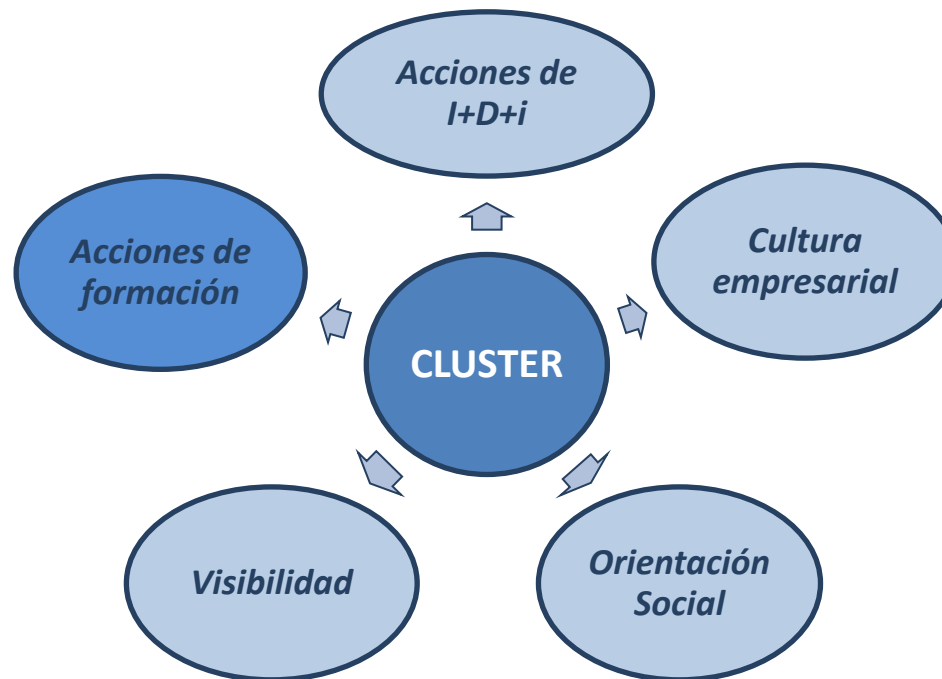 Acciones de
I+D+i
Acciones de
formación
Cultura
empresarial
CLUSTER
Visibilidad
Orientación
Social